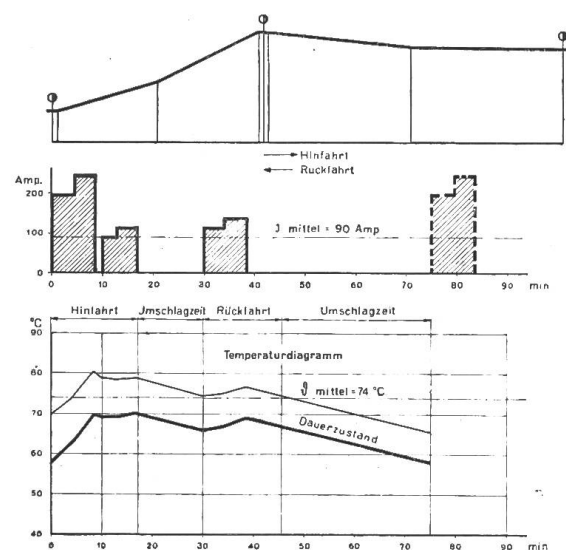 Hinfahrt
Rückfahrt
Amp.
200
100
0
J mittel = 90 Amp
0 10 20 30 40 50 60 70 80 90 min
Hinfahrt Umschlagzeit Rückfahrt Umschlagzeit
°C
90
80
70
60
50
40
Temperaturdiagramm
ϑ mittel = 74 °C
Dauerzustand
0 10 20 30 40 50 60 70 80 90 min